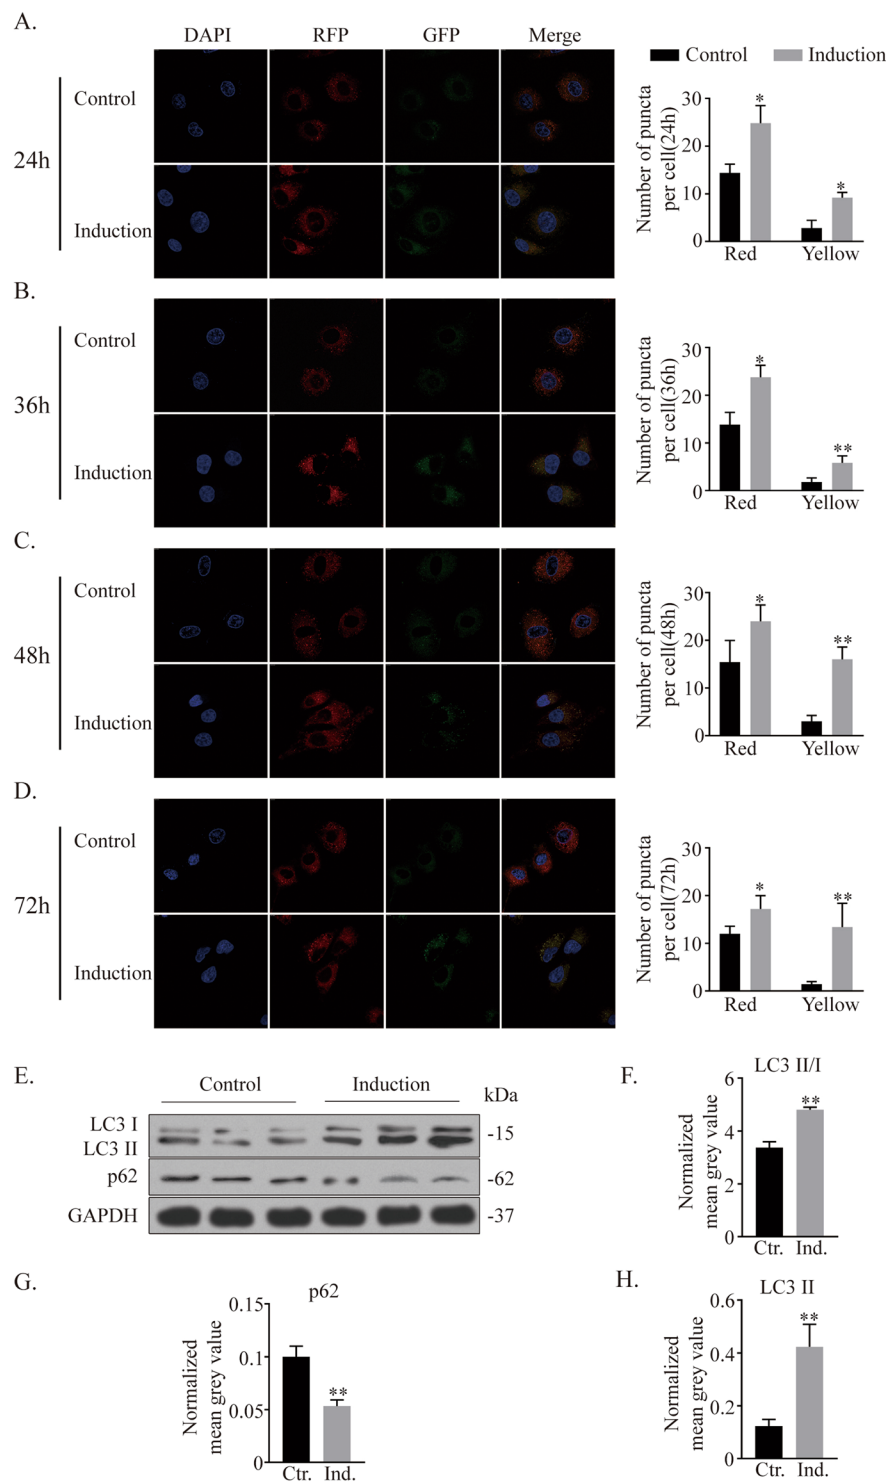 A.
DAPI RFP GFP Merge
Control Induction
24h
Control
Induction
Number of puncta
per cell(24h)
30
20
10
0
* *
Red Yellow
B.
36h
Control
Induction
Number of puncta
per cell(36h)
30
20
10
0
* **
Red Yellow
C.
48h
Control
Induction
Number of puncta
per cell(48h)
30
20
10
0
* **
Red Yellow
D.
72h
Control
Induction
Number of puncta
per cell(72h)
30
20
10
0
* **
Red Yellow
E.
Control Induction
kDa
LC3 I
LC3 II
-15
p62
-62
GAPDH
-37
F.
LC3 II/I
Normalized
mean grey value
6
4
2
0
**
Ctr. Ind.
G.
p62
Normalized
mean grey value
0.15
0.1
0.05
0
**
Ctr. Ind.
H.
LC3 II
Normalized
mean grey value
0.6
0.4
0.2
0
**
Ctr. Ind.